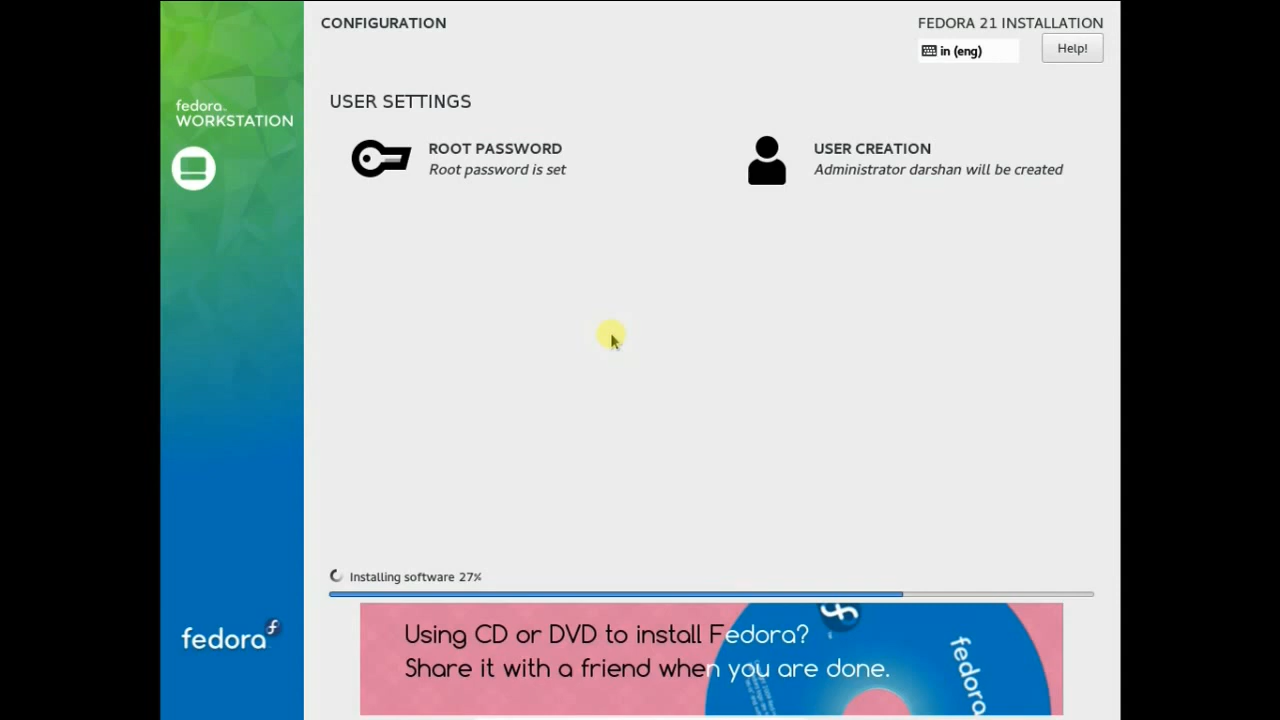 CONFIGURATION
FEDORA 21 INSTALLATION
in (eng)
Help!
fedora™
WORKSTATION
USER SETTINGS
ROOT PASSWORD
Root password is set
USER CREATION
Administrator darshan will be created
Installing software 27%
Using CD or DVD to install Fedora?
Share it with a friend when you are done.
fedora
fedora